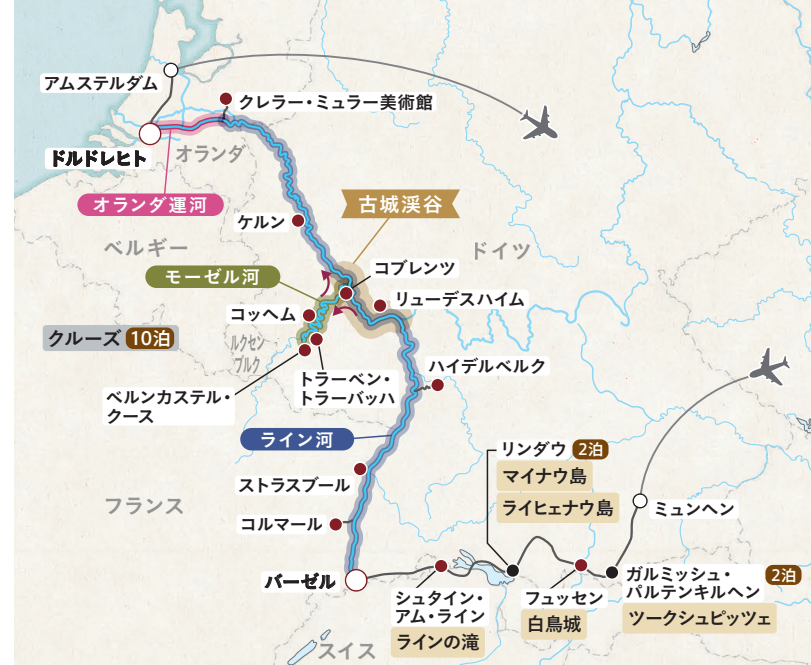 アムステルダム
クレラー・ミュラー美術館
ドルドレヒト
オランダ
オランダ運河
古城渓谷
ケルン
ベルギー
ドイツ
モーゼル河
コブレンツ
リューデスハイム
コッヘム
クルーズ 10泊
ルクセン
ブルク
ハイデルベルク
トラーベン・
トラーバッハ
ベルンカステル・
クース
ライン河
リンダウ 2泊
マイナウ島
ライヒェナウ島
ストラスブール
フランス
ミュンヘン
コルマール
バーゼル
シュタイン・
アム・ライン
ラインの滝
フュッセン
白鳥城
ガルミッシュ・
パルテンキルヘン
2泊
ツークシュピッツェ
スイス